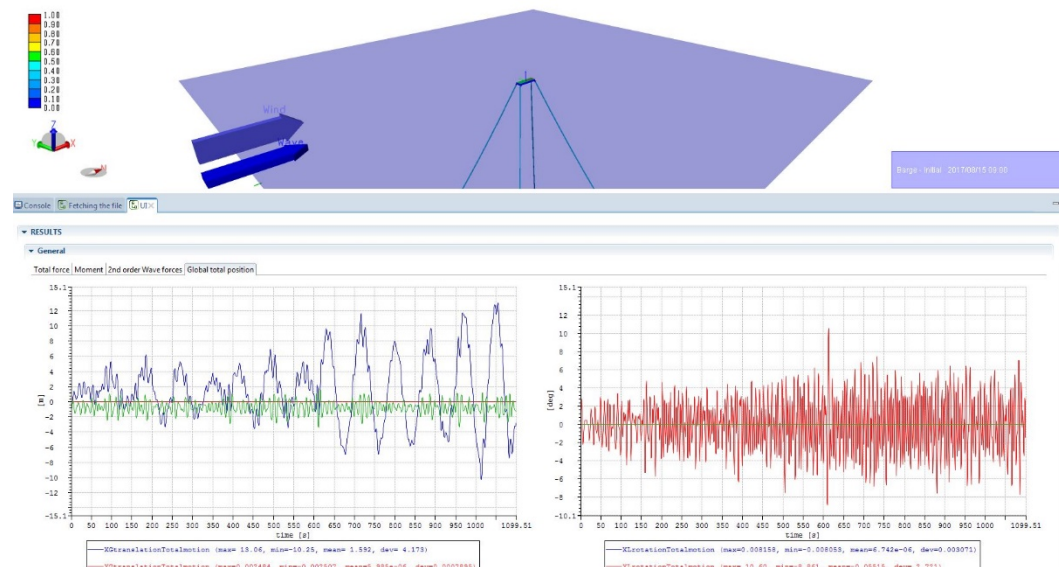 1.00
0.90
0.80
0.70
0.60
0.50
0.40
0.30
0.20
0.10
0.00
Z
Y
X
N
Wind
Wave
Barge - Initial 2017/08/15 09:00
Console Fetching the file UI
RESULTS
General
Total force Moment 2nd order Wave forces Global total position
15.1
12
10
8
6
4
2
0
-2
-4
-6
-8
-10
-12
-15.1
[m]
0 50 100 150 200 250 300 350 400 450 500 550 600 650 700 750 800 850 900 950 1000 1099.51
time [s]
XGtranslationTotalmotion (max= 13.06, min=-10.25, mean= 1.592, dev= 4.173)
15.1
12
10
8
6
4
2
0
-2
-4
-6
-8
-10.1
[deg]
0 50 100 150 200 250 300 350 400 450 500 550 600 650 700 750 800 850 900 950 1000 1099.51
time [s]
XLrotationTotalmotion (max=0.008158, min=-0.008053, mean=6.742e-06, dev=0.003071)